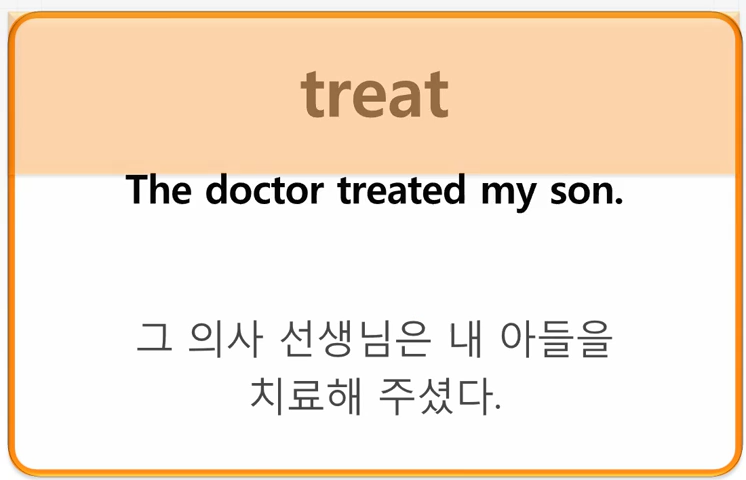 treat
The doctor treated my son.
그 의사 선생님은 내 아들을
치료해 주셨다.